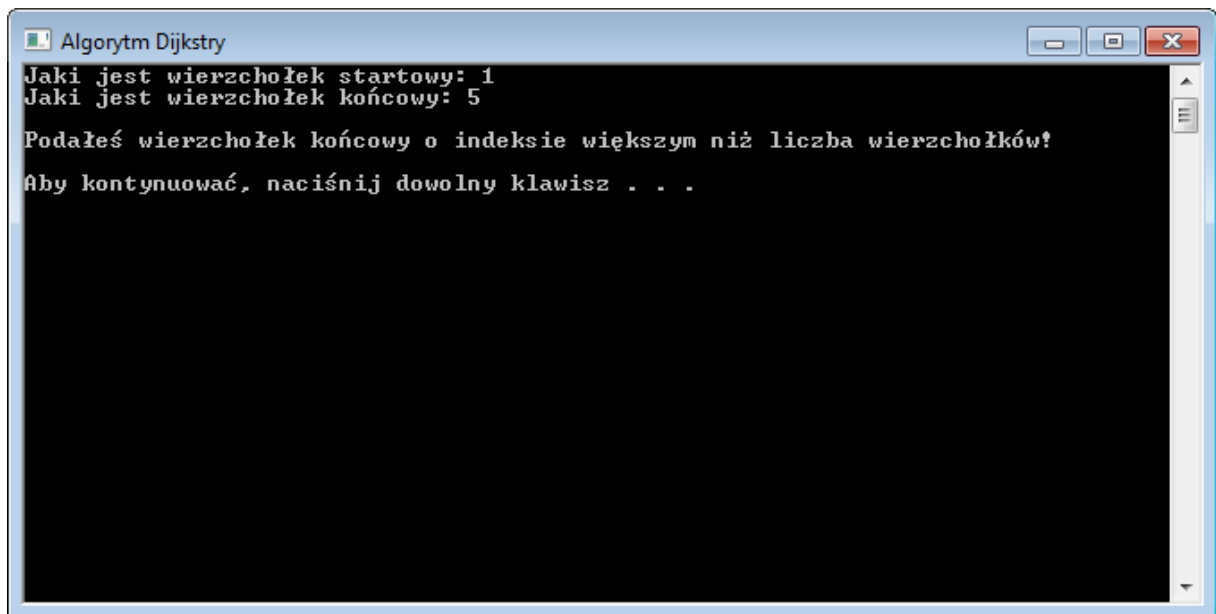 Algorytm Dijkstry
Jaki jest wierzchołek startowy: 1
Jaki jest wierzchołek końcowy: 5
Podałeś wierzchołek końcowy o indeksie większym niż liczba wierzchołków!
Aby kontynuować, naciśnij dowolny klawisz . . .